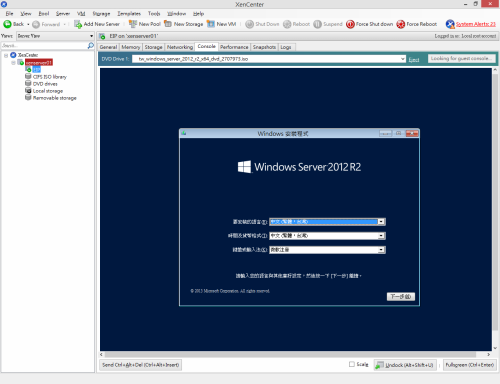 XenCenter
File View Pool Server VM Storage Templates Tools Window Help
Back Forward Add New Server New Pool New Storage New VM Shut Down Reboot Suspend Force Shut down Force Reboot System Alerts: 23
Views: Server View
EIP on 'xenserver01' Logged in as: Local root account
Search...
General Memory Storage Networking Console Performance Snapshots Logs
XenCenter
xenserver01
EIP
CIFS ISO library
DVD drives
Local storage
Removable storage
DVD Drive 1: tw_windows_server_2012_r2_x64_dvd_2707973.iso Eject Looking for guest console...
Windows 安裝程式
Windows Server 2012 R2
要安裝的語言(E): 中文 (繁體，台灣)
時間及貨幣格式(T): 中文 (繁體，台灣)
鍵盤或輸入法(K): 微軟注音
請輸入您的語言與其他喜好設定，然後按一下 [下一步] 繼續。
© 2013 Microsoft Corporation. All rights reserved.
下一步(N)
Send Ctrl+Alt+Del (Ctrl+Alt+Insert) Scale Undock (Alt+Shift+U) Fullscreen (Ctrl+Enter)